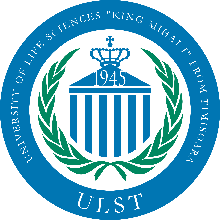 UNIVERSITY OF LIFE SCIENCES "KING MIHAI I" FROM TIMISOARA
1945
ULST